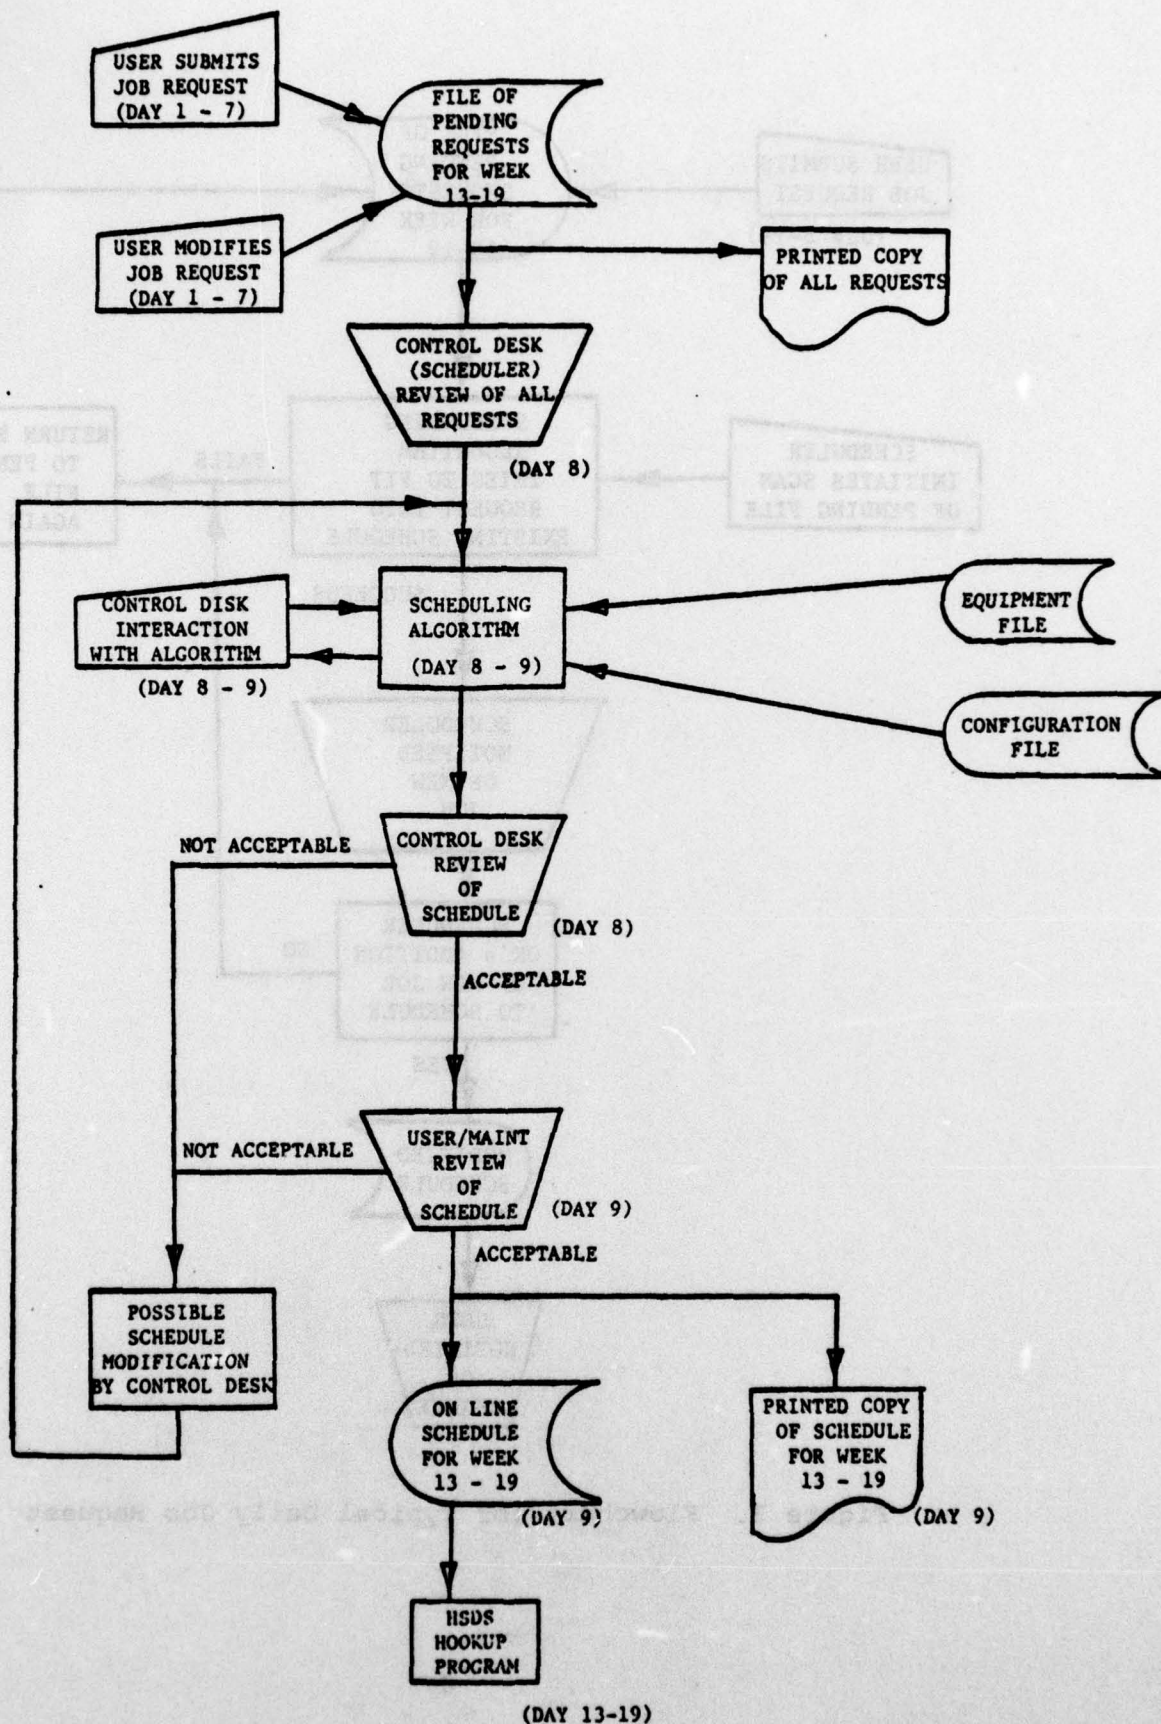 USER SUBMITS
JOB REQUEST
(DAY 1 - 7)
FILE OF
PENDING
REQUESTS
FOR WEEK
13-19
USER MODIFIES
JOB REQUEST
(DAY 1 - 7)
PRINTED COPY
OF ALL REQUESTS
CONTROL DESK
(SCHEDULER)
REVIEW OF ALL
REQUESTS
(DAY 8)
CONTROL DISK
INTERACTION
WITH ALGORITHM
(DAY 8 - 9)
SCHEDULING
ALGORITHM
(DAY 8 - 9)
EQUIPMENT
FILE
CONFIGURATION
FILE
NOT ACCEPTABLE
CONTROL DESK
REVIEW
OF
SCHEDULE
(DAY 8)
ACCEPTABLE
NOT ACCEPTABLE
USER/MAINT
REVIEW
OF
SCHEDULE
(DAY 9)
ACCEPTABLE
POSSIBLE
SCHEDULE
MODIFICATION
BY CONTROL DESK
ON LINE
SCHEDULE
FOR WEEK
13 - 19
(DAY 9)
PRINTED COPY
OF SCHEDULE
FOR WEEK
13 - 19
(DAY 9)
HSDS
HOOKUP
PROGRAM
(DAY 13-19)